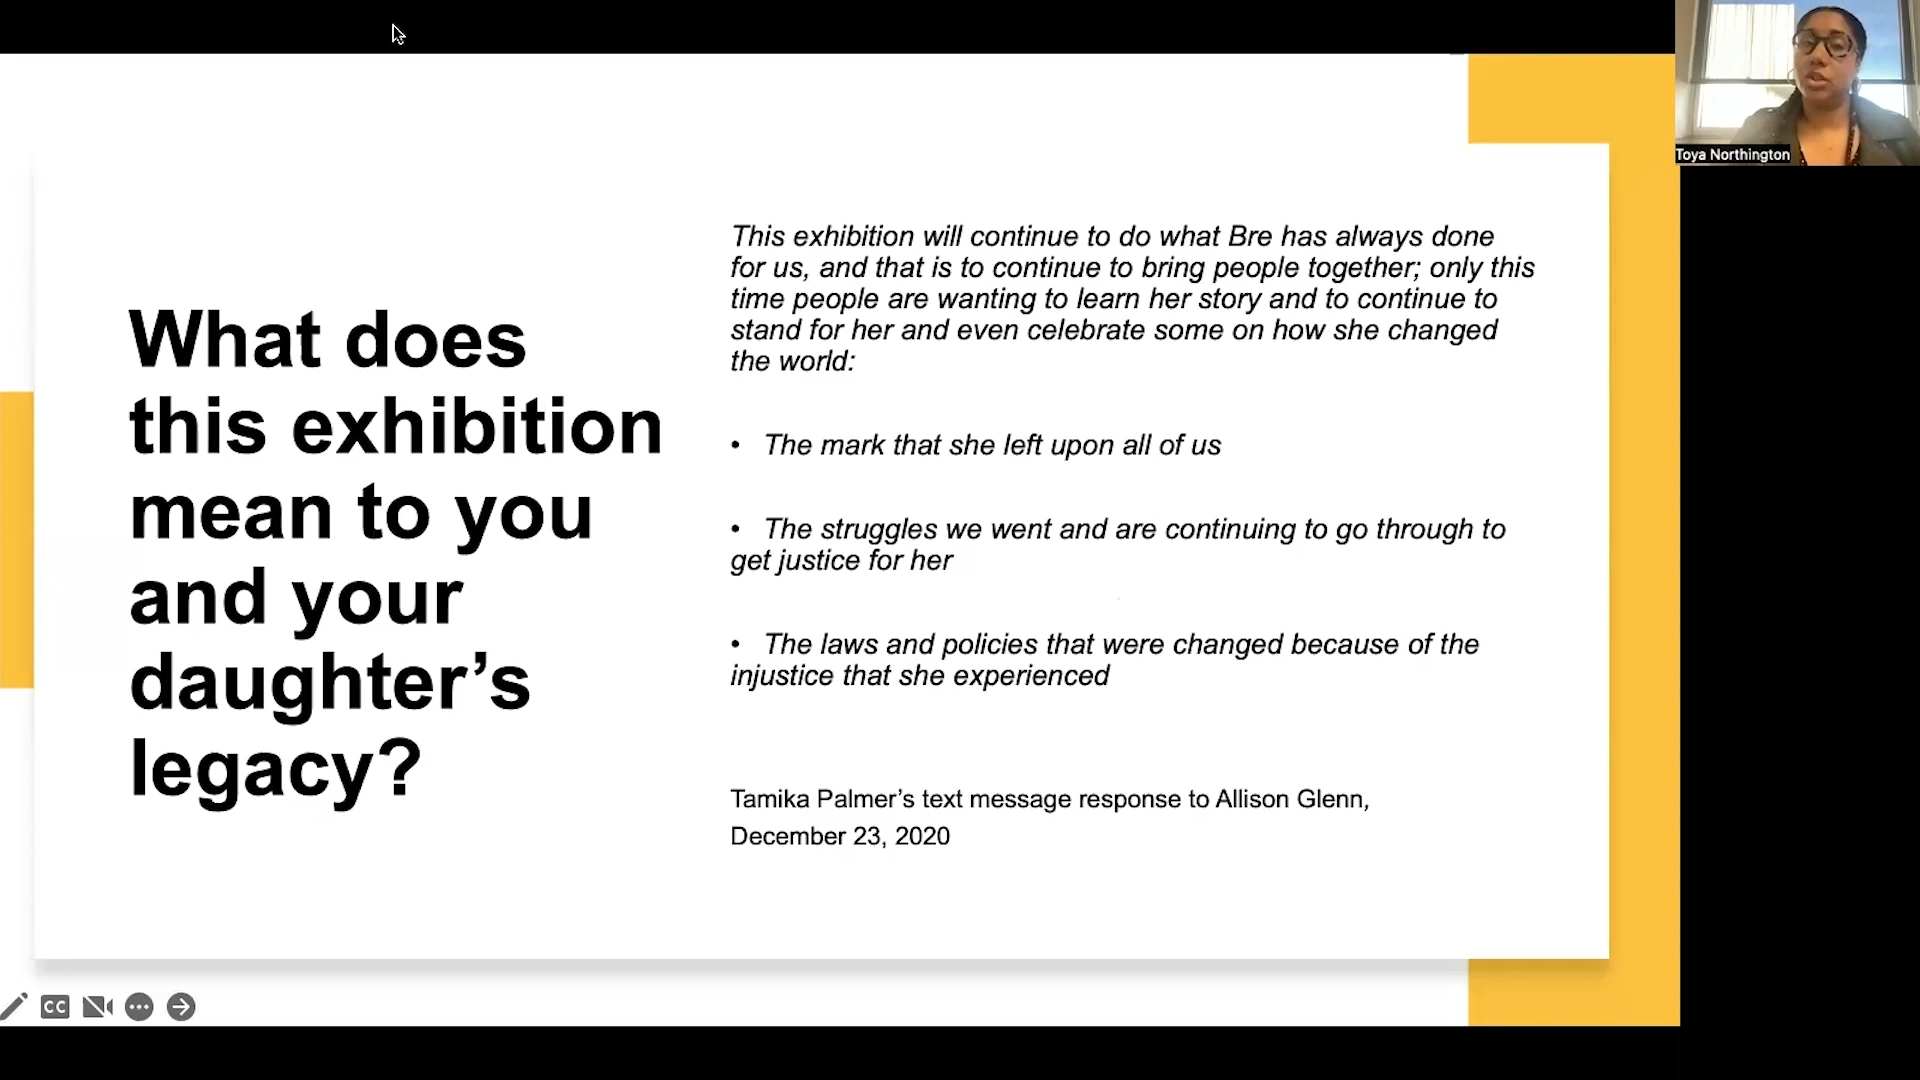 What does
this exhibition
mean to you
and your
daughter’s
legacy?
This exhibition will continue to do what Bre has always done
for us, and that is to continue to bring people together; only this
time people are wanting to learn her story and to continue to
stand for her and even celebrate some on how she changed
the world:
• The mark that she left upon all of us
• The struggles we went and are continuing to go through to
get justice for her
• The laws and policies that were changed because of the
injustice that she experienced
Tamika Palmer’s text message response to Allison Glenn,
December 23, 2020
Toya Northington
CC